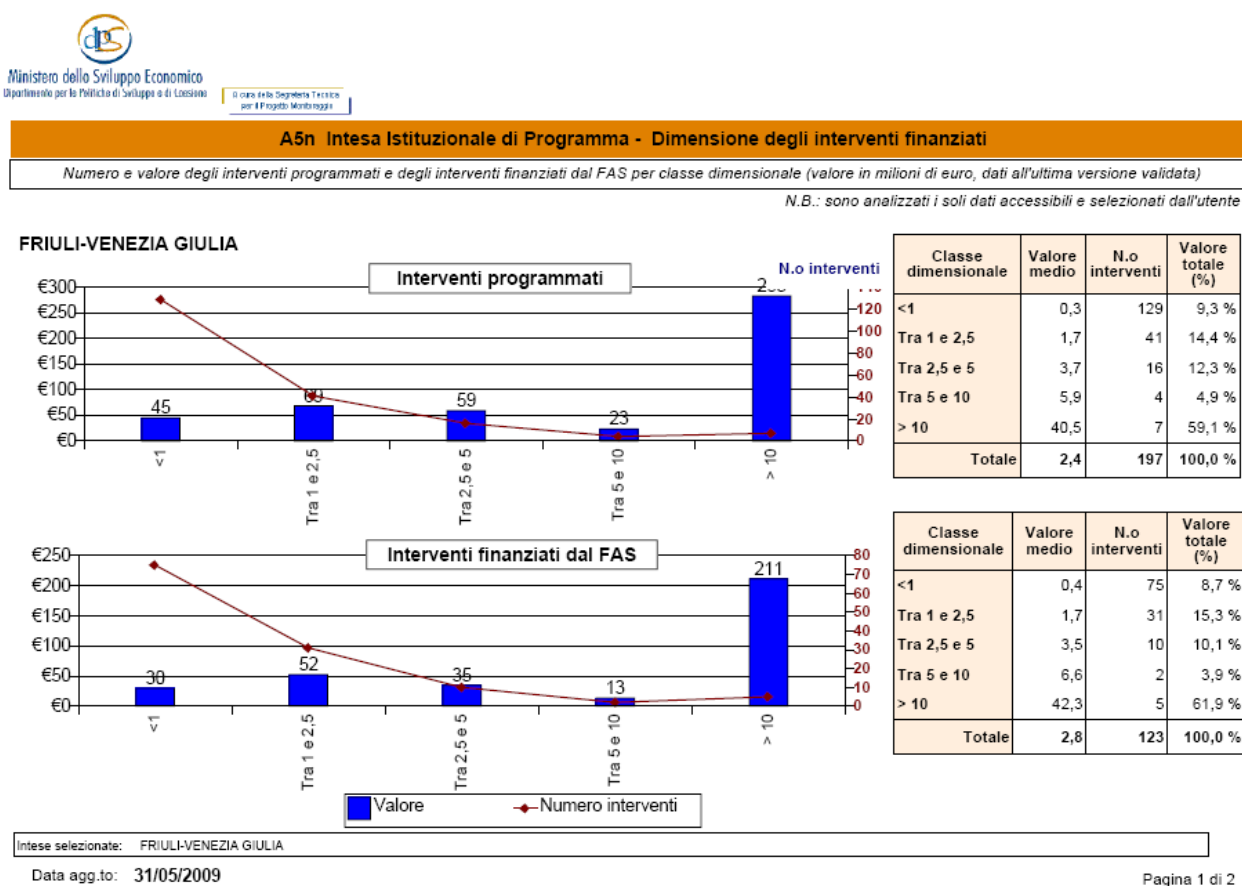 dps
Ministero dello Sviluppo Economico
Dipartimento per le Politiche di Sviluppo e di Coesione
A cura della Segreteria Tecnica
per il Progetto Monitoraggio
A5n Intesa Istituzionale di Programma - Dimensione degli interventi finanziati
Numero e valore degli interventi programmati e degli interventi finanziati dal FAS per classe dimensionale (valore in milioni di euro, dati all'ultima versione validata)
N.B.: sono analizzati i soli dati accessibili e selezionati dall'utente
FRIULI-VENEZIA GIULIA
Interventi programmati
N.o interventi
€300
€250
€200
€150
€100
€50
€0
45
59
23
120
100
80
60
40
20
0
<1
Tra 1 e 2,5
Tra 2,5 e 5
Tra 5 e 10
> 10
Classe dimensionale Valore medio N.o interventi Valore totale (%)
<1 0,3 129 9,3 %
Tra 1 e 2,5 1,7 41 14,4 %
Tra 2,5 e 5 3,7 16 12,3 %
Tra 5 e 10 5,9 4 4,9 %
> 10 40,5 7 59,1 %
Totale 2,4 197 100,0 %
Interventi finanziati dal FAS
€250
€200
€150
€100
€50
€0
30
52
35
13
211
80
70
60
50
40
30
20
10
0
<1
Tra 1 e 2,5
Tra 2,5 e 5
Tra 5 e 10
> 10
Classe dimensionale Valore medio N.o interventi Valore totale (%)
<1 0,4 75 8,7 %
Tra 1 e 2,5 1,7 31 15,3 %
Tra 2,5 e 5 3,5 10 10,1 %
Tra 5 e 10 6,6 2 3,9 %
> 10 42,3 5 61,9 %
Totale 2,8 123 100,0 %
Valore
Numero interventi
Intese selezionate: FRIULI-VENEZIA GIULIA
Data agg.to: 31/05/2009
Pagina 1 di 2